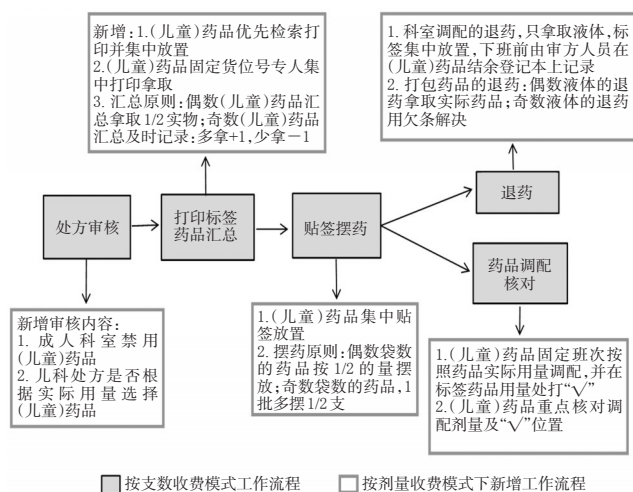 新增：1.(儿童)药品优先检索打
印并集中放置
2.(儿童)药品固定货位号专人集
中打印拿取
3. 汇总原则：偶数(儿童)药品汇
总拿取1/2实物；奇数(儿童)药品
汇总及时记录：多拿+1，少拿－1
1. 科室调配的退药，只拿取液体，标
签集中放置，下班前由审方人员在
(儿童)药品结余登记本上记录
2. 打包药品的退药：偶数液体的退
药拿取实际药品；奇数液体的退药
用欠条解决
处方审核
打印标签
药品汇总
贴签摆药
退药
药品调配
核对
新增审核内容：
1. 成人科室禁用
(儿童)药品
2. 儿科处方是否根
据实际用量选择
(儿童)药品
1.(儿童)药品集中贴
签放置
2. 摆药原则：偶数袋数
的药品按1/2的量摆
放；奇数袋数的药品，1
批多摆1/2支
1.(儿童)药品固定班次按
照药品实际用量调配，并在
标签药品用量处打“√”
2.(儿童)药品重点核对调
配剂量及“√”位置
按支数收费模式工作流程
按剂量收费模式下新增工作流程